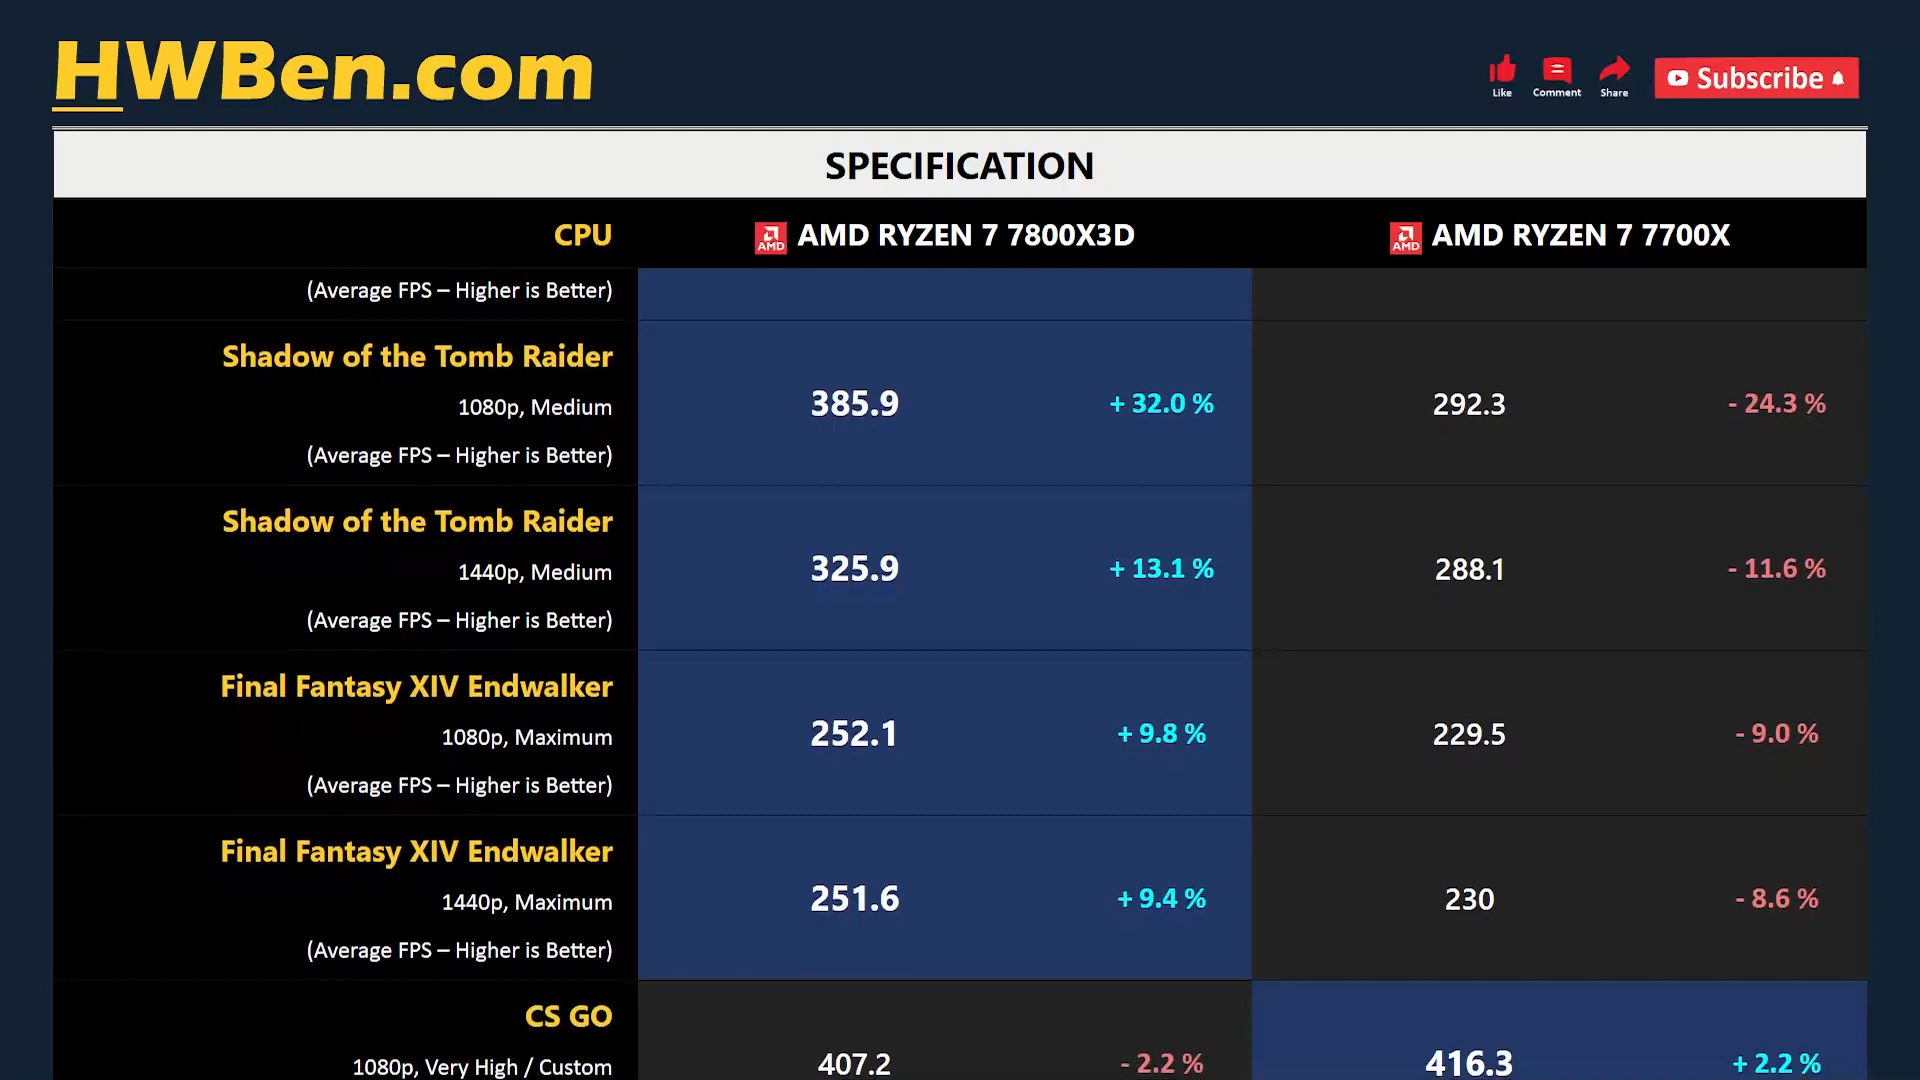 HWBen.com
Like Comment Share Subscribe
SPECIFICATION
CPU AMD AMD RYZEN 7 7800X3D AMD AMD RYZEN 7 7700X
(Average FPS – Higher is Better)
Shadow of the Tomb Raider
1080p, Medium 385.9 + 32.0 % 292.3 - 24.3 %
(Average FPS – Higher is Better)
Shadow of the Tomb Raider
1440p, Medium 325.9 + 13.1 % 288.1 - 11.6 %
(Average FPS – Higher is Better)
Final Fantasy XIV Endwalker
1080p, Maximum 252.1 + 9.8 % 229.5 - 9.0 %
(Average FPS – Higher is Better)
Final Fantasy XIV Endwalker
1440p, Maximum 251.6 + 9.4 % 230 - 8.6 %
(Average FPS – Higher is Better)
CS GO
1080p, Very High / Custom 407.2 - 2.2 % 416.3 + 2.2 %